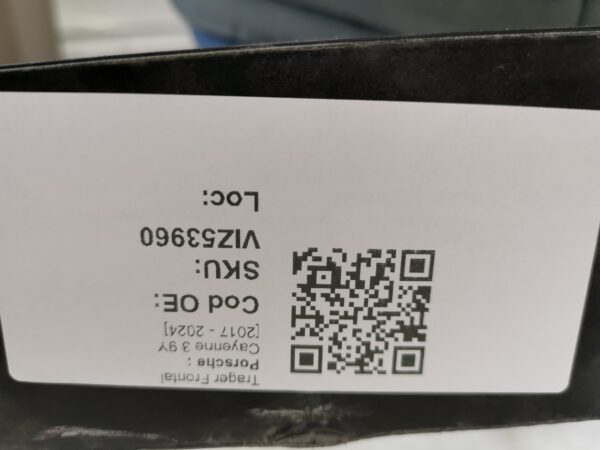 Trager Frontal
Porsche :
Cayenne 3 9Y
[2017 - 2024]
Cod OE:
SKU:
VIZ53960
Loc: